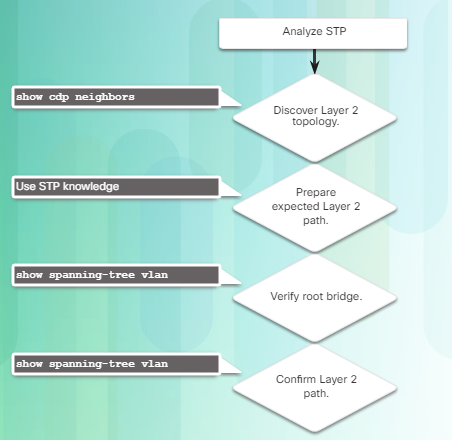 Analyze STP
show cdp neighbors
Discover Layer 2
topology.
Use STP knowledge
Prepare
expected Layer 2
path.
show spanning-tree vlan
Verify root bridge.
show spanning-tree vlan
Confirm Layer 2
path.